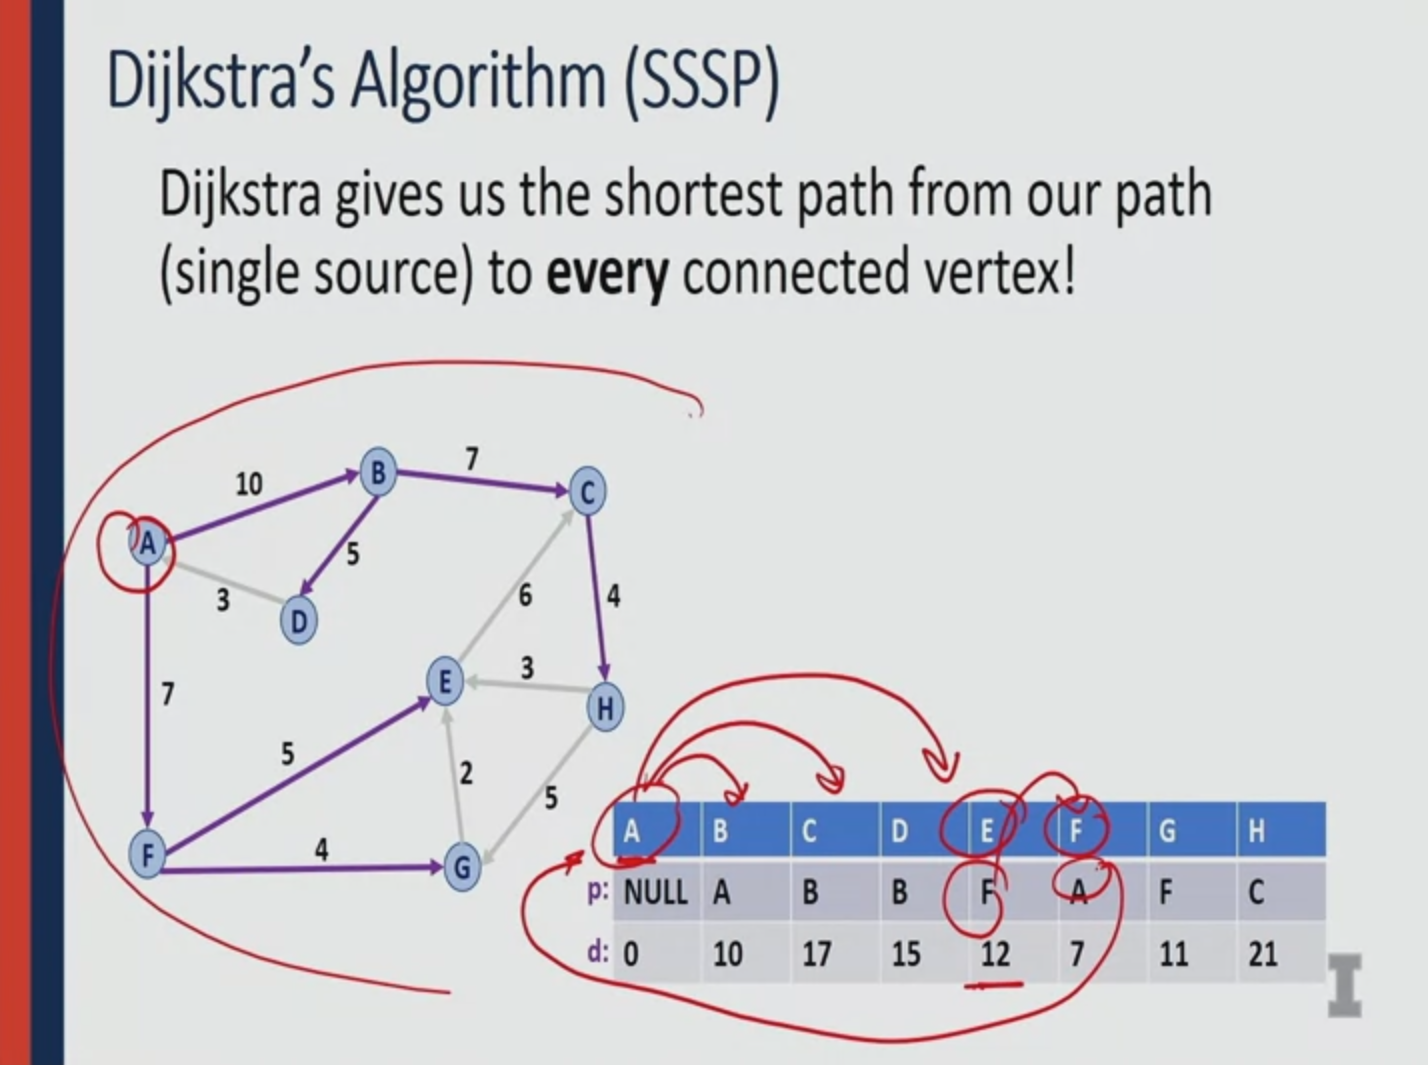 Dijkstra's Algorithm (SSSP)
Dijkstra gives us the shortest path from our path
(single source) to every connected vertex!
10
B
7
C
A
5
3
D
6
4
7
E
3
H
5
2
5
F
4
G
A B C D E F G H
p: NULL A B B F A F C
d: 0 10 17 15 12 7 11 21
I